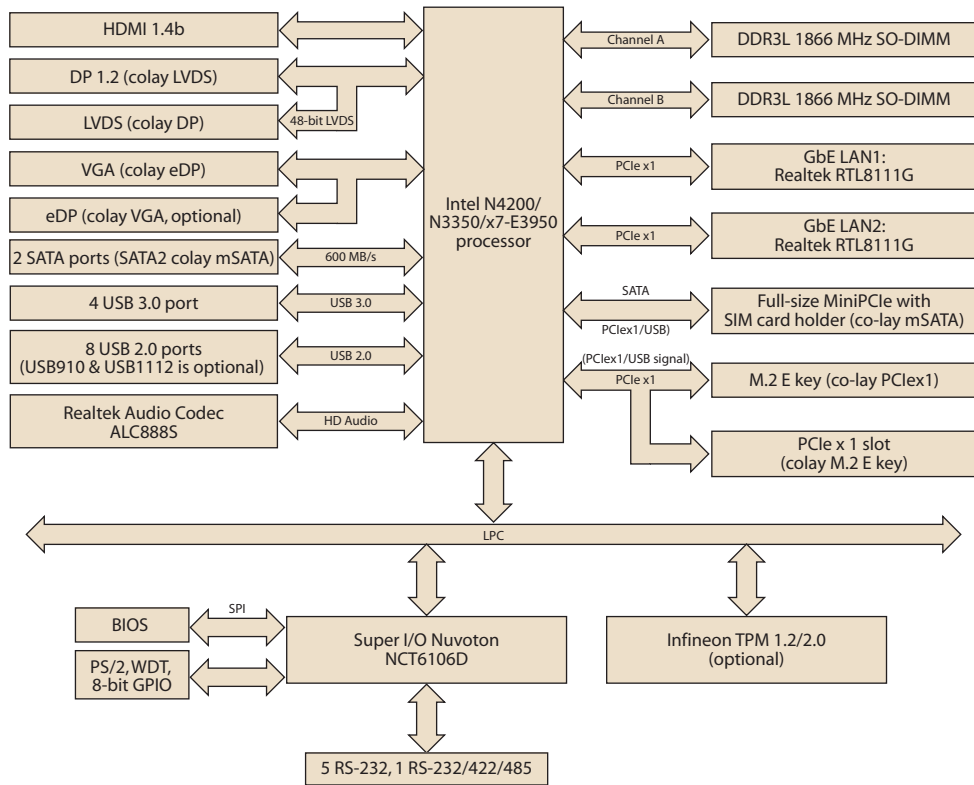 HDMI 1.4b
DP 1.2 (colay LVDS)
LVDS (colay DP)
48-bit LVDS
VGA (colay eDP)
eDP (colay VGA, optional)
2 SATA ports (SATA2 colay mSATA)
600 MB/s
4 USB 3.0 port
USB 3.0
8 USB 2.0 ports
(USB910 & USB1112 is optional)
USB 2.0
Realtek Audio Codec
ALC888S
HD Audio
Intel N4200/
N3350/x7-E3950
processor
Channel A
DDR3L 1866 MHz SO-DIMM
Channel B
DDR3L 1866 MHz SO-DIMM
PCIe x1
GbE LAN1:
Realtek RTL8111G
PCIe x1
GbE LAN2:
Realtek RTL8111G
SATA
PCIex1/USB)
Full-size MiniPCIe with
SIM card holder (co-lay mSATA)
(PCIex1/USB signal)
PCIe x1
M.2 E key (co-lay PCIex1)
PCIe x 1 slot
(colay M.2 E key)
LPC
BIOS
SPI
PS/2, WDT,
8-bit GPIO
Super I/O Nuvoton
NCT6106D
Infineon TPM 1.2/2.0
(optional)
5 RS-232, 1 RS-232/422/485